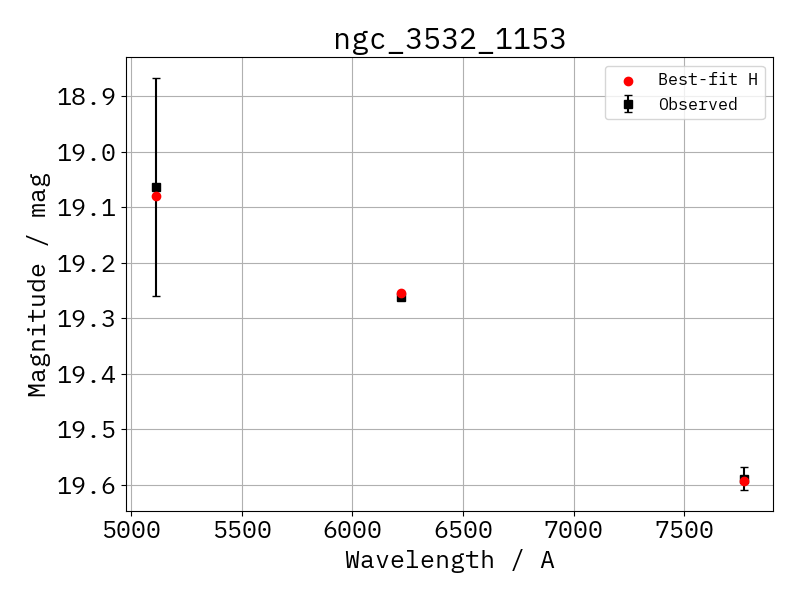 ngc_3532_1153
Best-fit H
Observed
18.9
19.0
19.1
19.2
19.3
19.4
19.5
19.6
Magnitude / mag
5000 5500 6000 6500 7000 7500
Wavelength / A